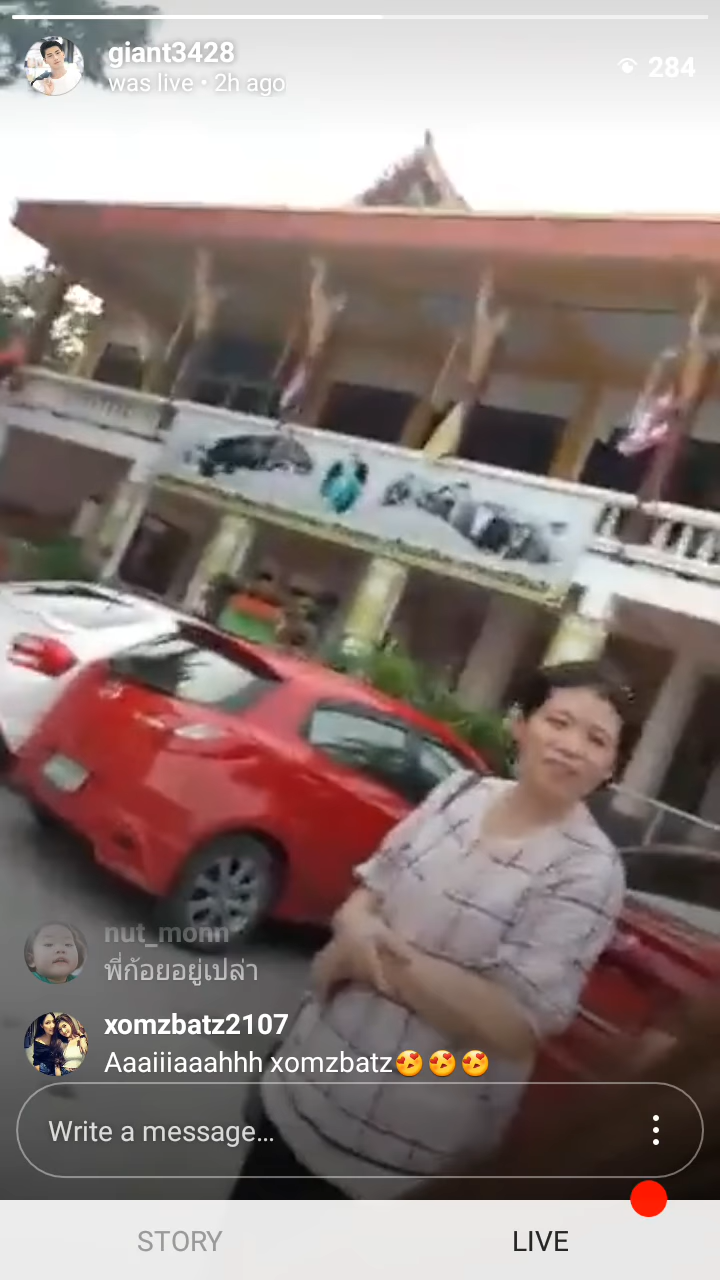 giant3428
was live • 2h ago
284
nut_monn
พี่ก้อยอยู่เปล่า
xomzbatz2107
Aaaiiiaaahhh xomzbatz😍😍😍
Write a message...
STORY
LIVE